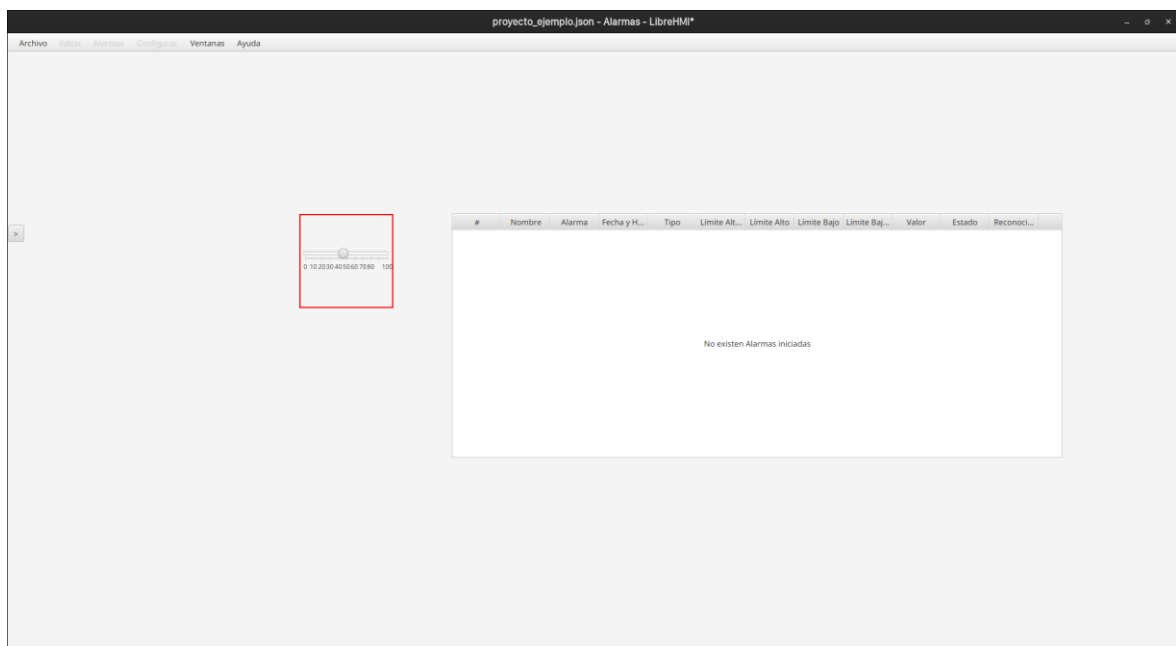 proyecto_ejemplo.json - Alarmas - LibreHMI*
Archivo Editar Alarmas Configurar Ventanas Ayuda
>
# Nombre Alarma Fecha y H... Tipo Límite Alt... Límite Alto Límite Bajo Límite Baj... Valor Estado Reconoci...
0 10 20 30 40 50 60 70 80 100
No existen Alarmas iniciadas